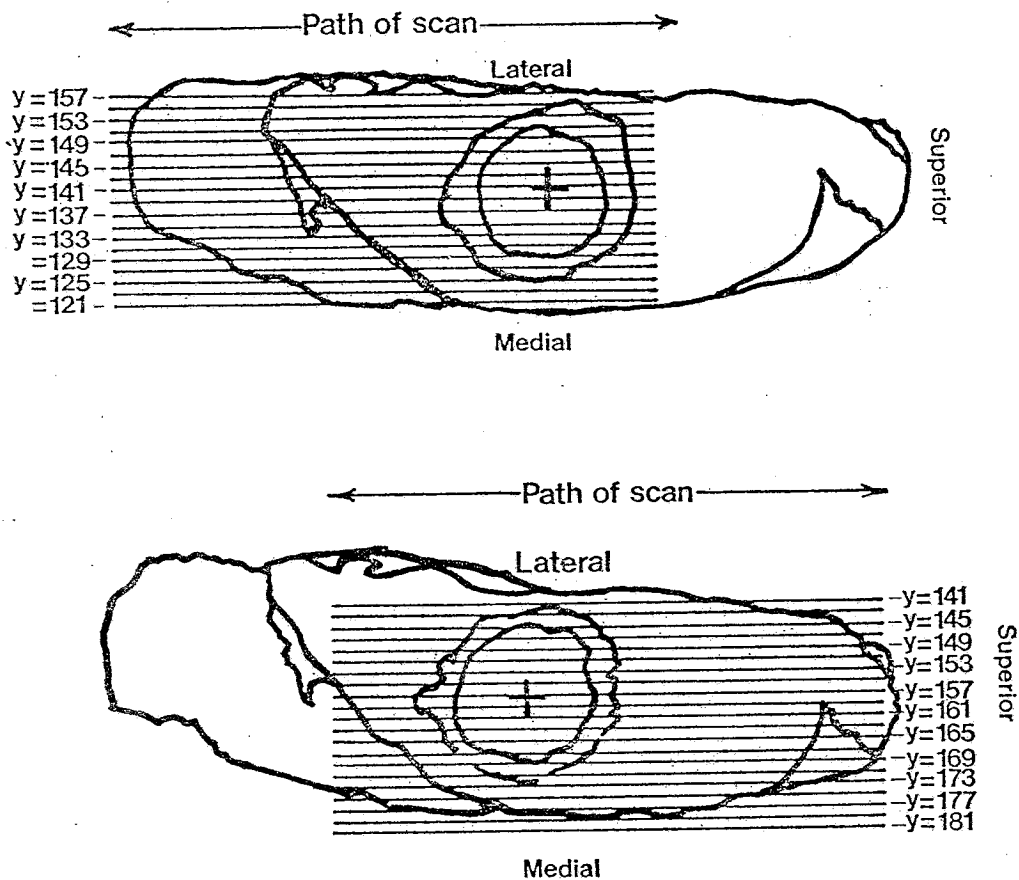 Path of scan
Lateral
y=157
y=153
y=149
y=145
y=141
y=137
y=133
=129
y=125
=121
Superior
Medial
Path of scan
Lateral
y=141
y=145
y=149
y=153
y=157
y=161
y=165
y=169
y=173
y=177
y=181
Superior
Medial